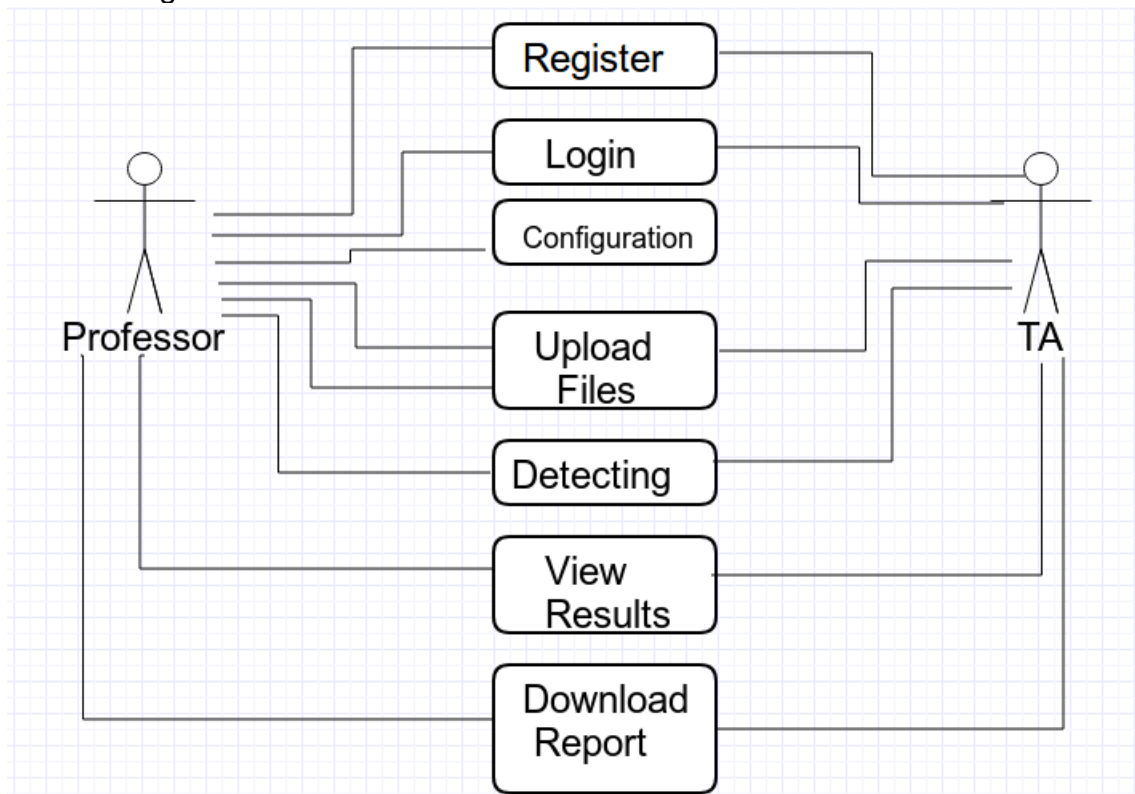 Register
Login
Configuration
Professor
TA
Upload
Files
Detecting
View
Results
Download
Report